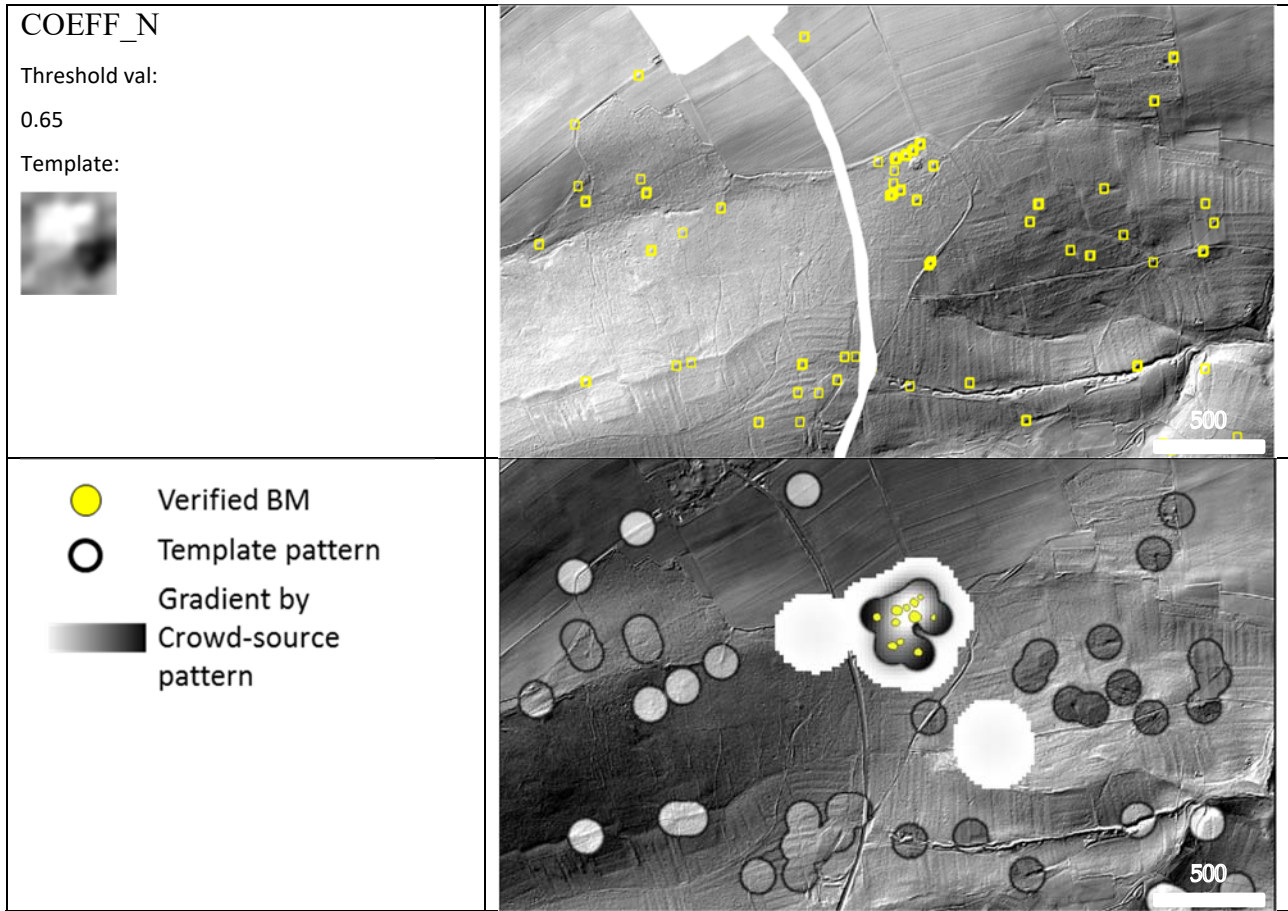 COEFF_N
Threshold val:
0.65
Template:
500
Verified BM
Template pattern
Gradient by
Crowd-source
pattern
500